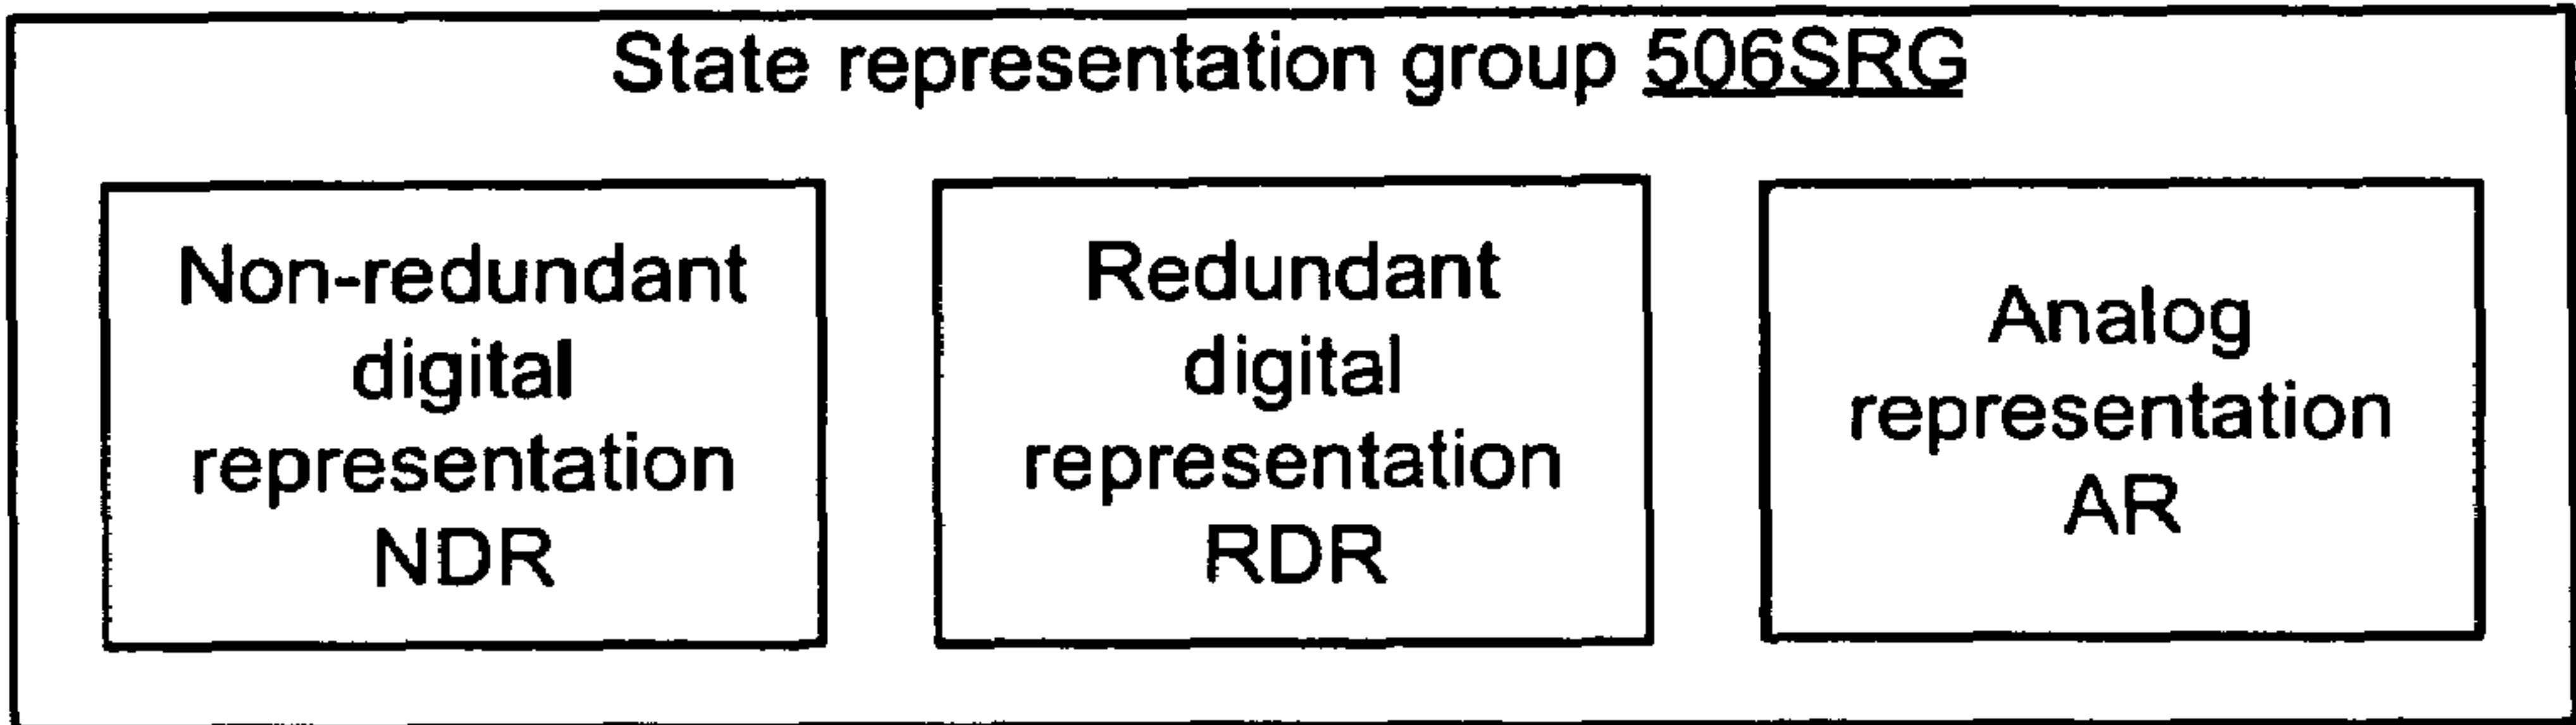 State representation group 506SRG
Non-redundant
digital
representation
NDR
Redundant
digital
representation
RDR
Analog
representation
AR